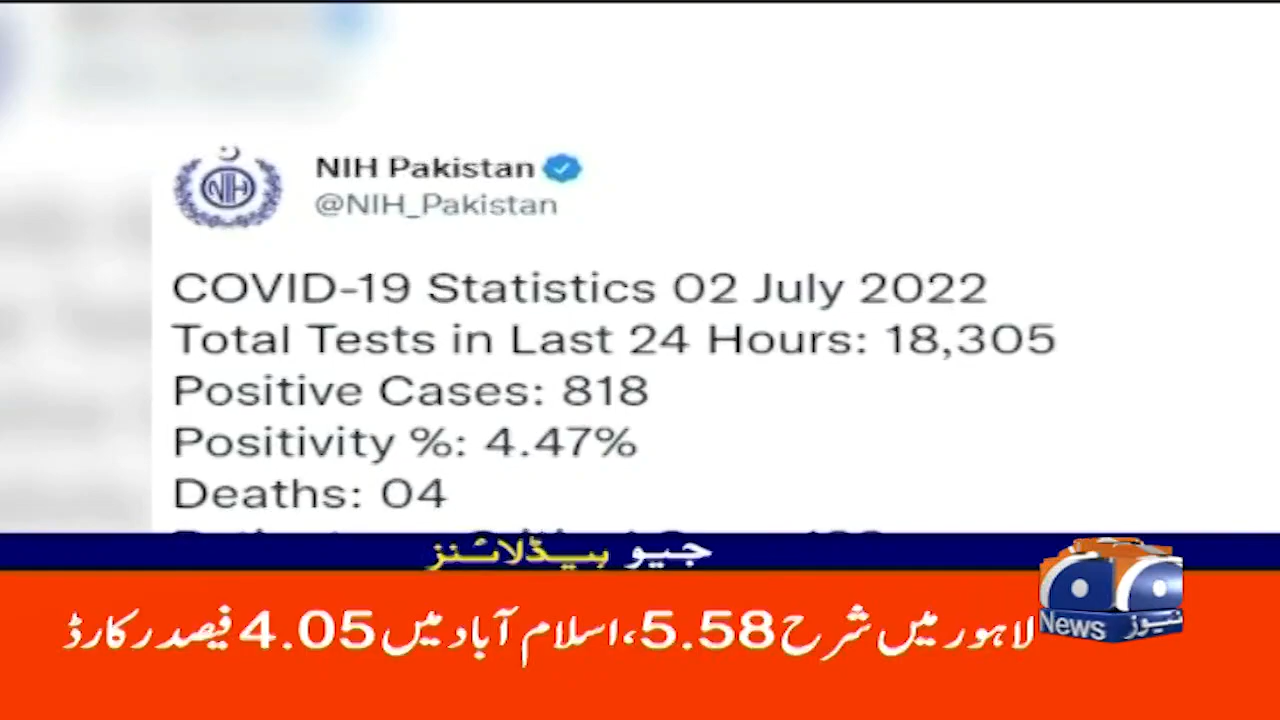 NIH
NIH Pakistan
@NIH_Pakistan
COVID-19 Statistics 02 July 2022
Total Tests in Last 24 Hours: 18,305
Positive Cases: 818
Positivity %: 4.47%
Deaths: 04
جیو ہیڈلائنز
لاہور میں شرح 5.58، اسلام آباد میں 4.05 فیصد رکارڈ
News نیوز